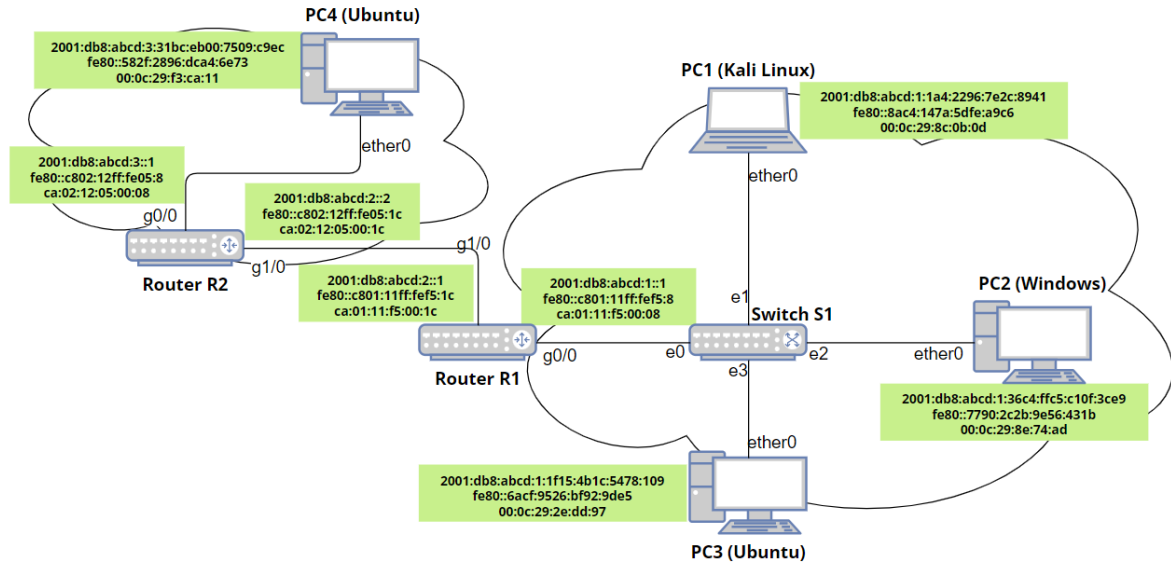 PC4 (Ubuntu)
2001:db8:abcd:3:31bc:eb00:7509:c9ec
fe80::582f:2896:dca4:6e73
00:0c:29:f3:ca:11
ether0
2001:db8:abcd:3::1
fe80::c802:12ff:fe05:8
ca:02:12:05:00:08
g0/0
2001:db8:abcd:2::2
fe80::c802:12ff:fe05:1c
ca:02:12:05:00:1c
g1/0
Router R2
g1/0
2001:db8:abcd:2::1
fe80::c801:11ff:fef5:1c
ca:01:11:f5:00:1c
Router R1
g0/0
2001:db8:abcd:1::1
fe80::c801:11ff:fef5:8
ca:01:11:f5:00:08
PC1 (Kali Linux)
2001:db8:abcd:1:1a4:2296:7e2c:8941
fe80::8ac4:147a:5dfe:a9c6
00:0c:29:8c:0b:0d
ether0
e1
Switch S1
e0
e2
e3
PC2 (Windows)
ether0
2001:db8:abcd:1:36c4:ffc5:c10f:3ce9
fe80::7790:2c2b:9e56:431b
00:0c:29:8e:74:ad
ether0
2001:db8:abcd:1:1f15:4b1c:5478:109
fe80::6acf:9526:bf92:9de5
00:0c:29:2e:dd:97
PC3 (Ubuntu)